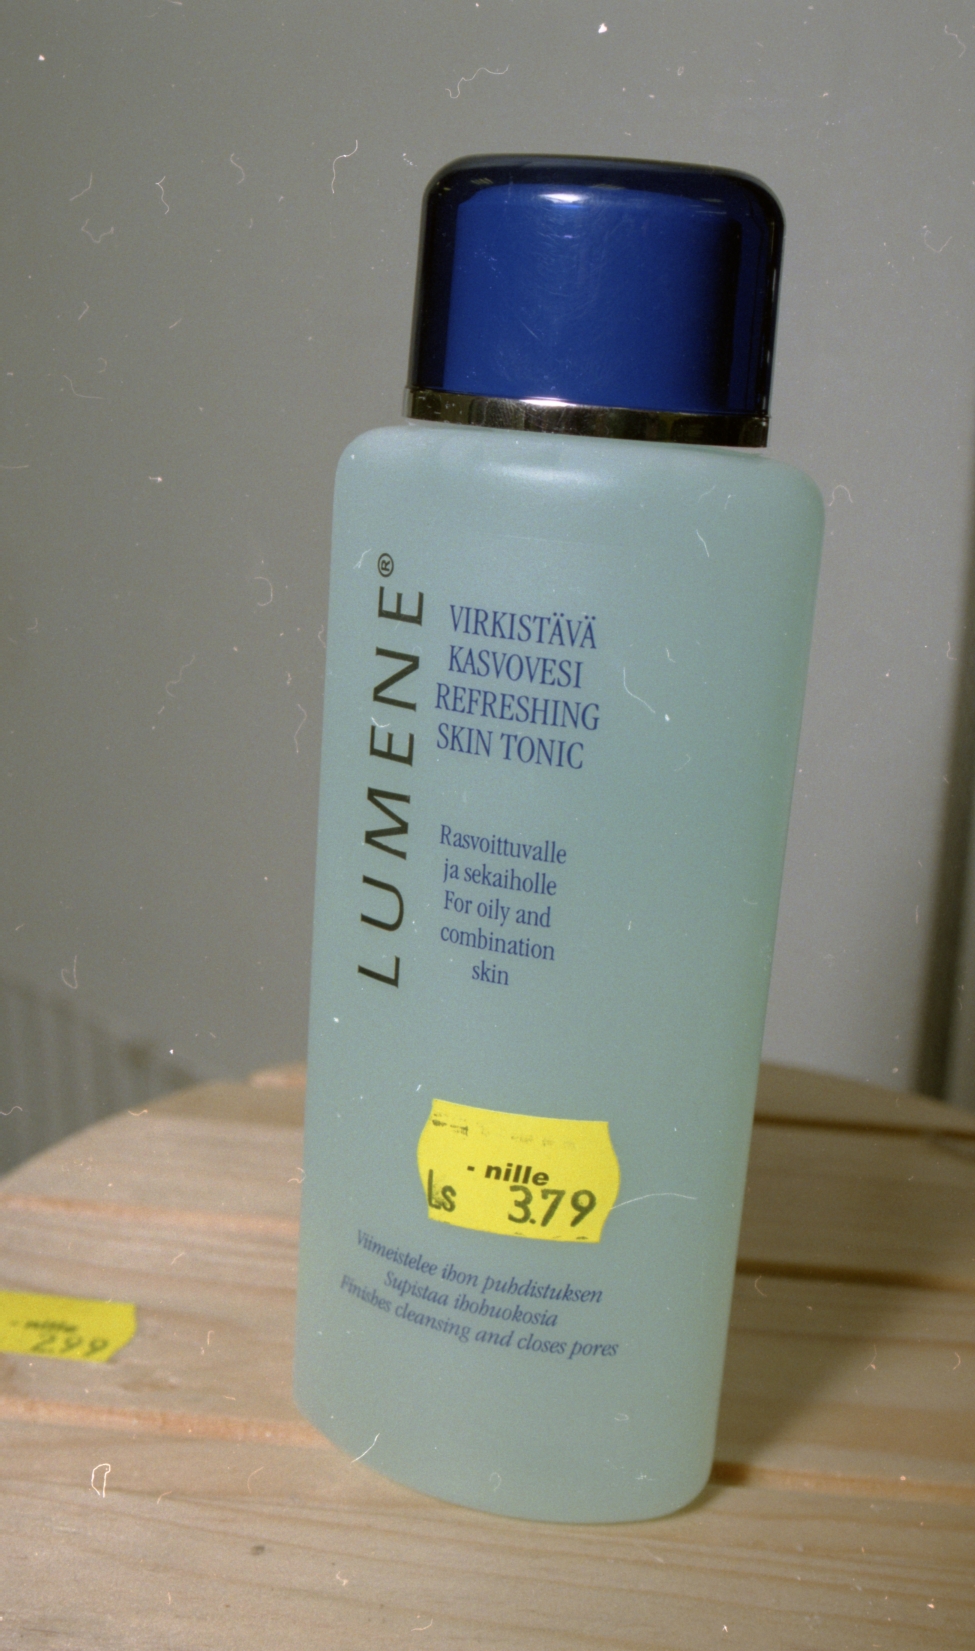 LUMENE®
VIRKISTÄVÄ
KASVOVESI
REFRESHING
SKIN TONIC
Rasvoittuvalle
ja sekaiholle
For oily and
combination
skin
- nille
Ls 3.79
Viimeistelee ihon puhdistuksen
Supistaa ihohuokosia
Finishes cleansing and closes pores
- nille
2.99